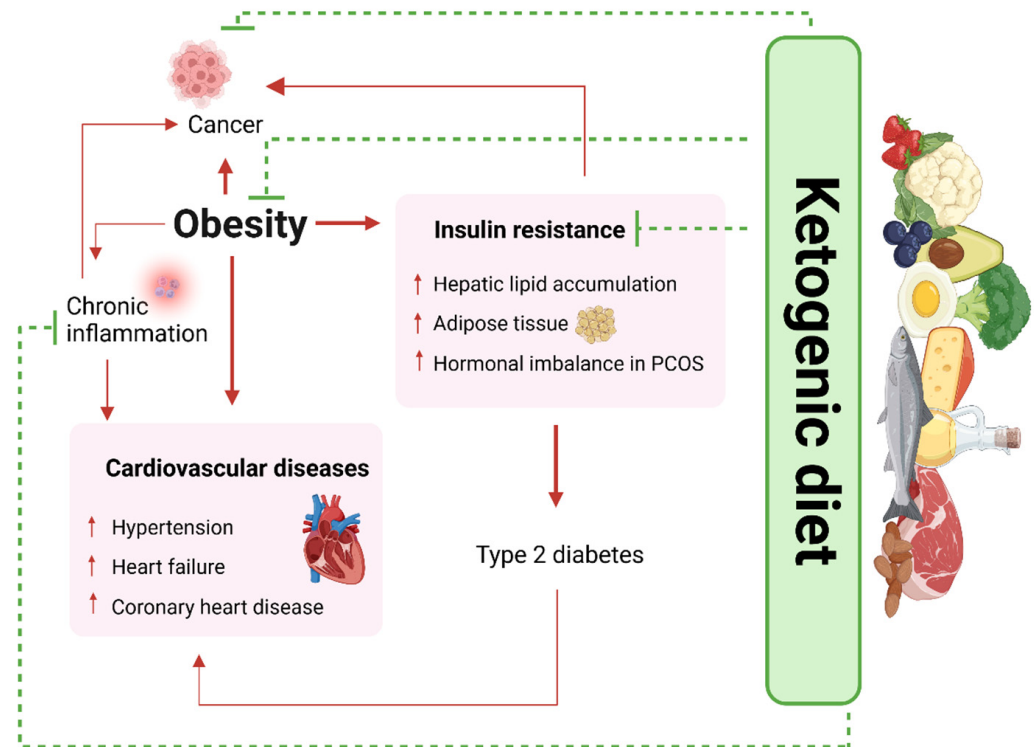 Cancer
Obesity
Chronic
inflammation
Insulin resistance
Hepatic lipid accumulation
Adipose tissue
Hormonal imbalance in PCOS
Cardiovascular diseases
Hypertension
Heart failure
Coronary heart disease
Type 2 diabetes
Ketogenic diet